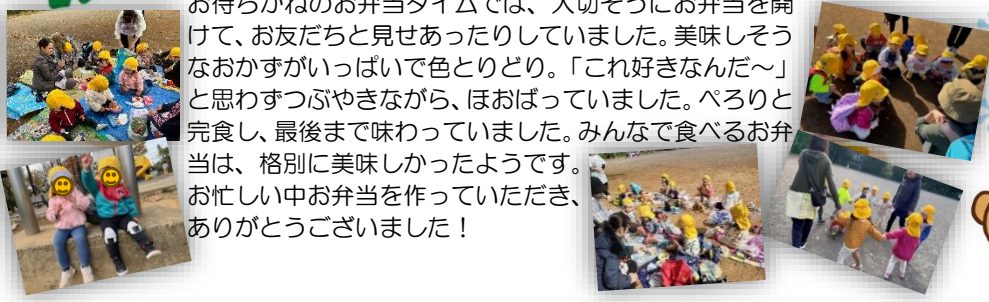 お待ちかねのお弁当タイムでは、大切そうにお弁当を開
けて、お友だちと見せあったりしていました。美味しそう
なおかずがいっぱいで色とりどり。「これ好きなんだ～」
と思わずつぶやきながら、ほおばっていました。ぺろりと
完食し、最後まで味わっていました。みんなで食べるお弁
当は、格別に美味しかったようです。
お忙しい中お弁当を作っていただき、
ありがとうございました！